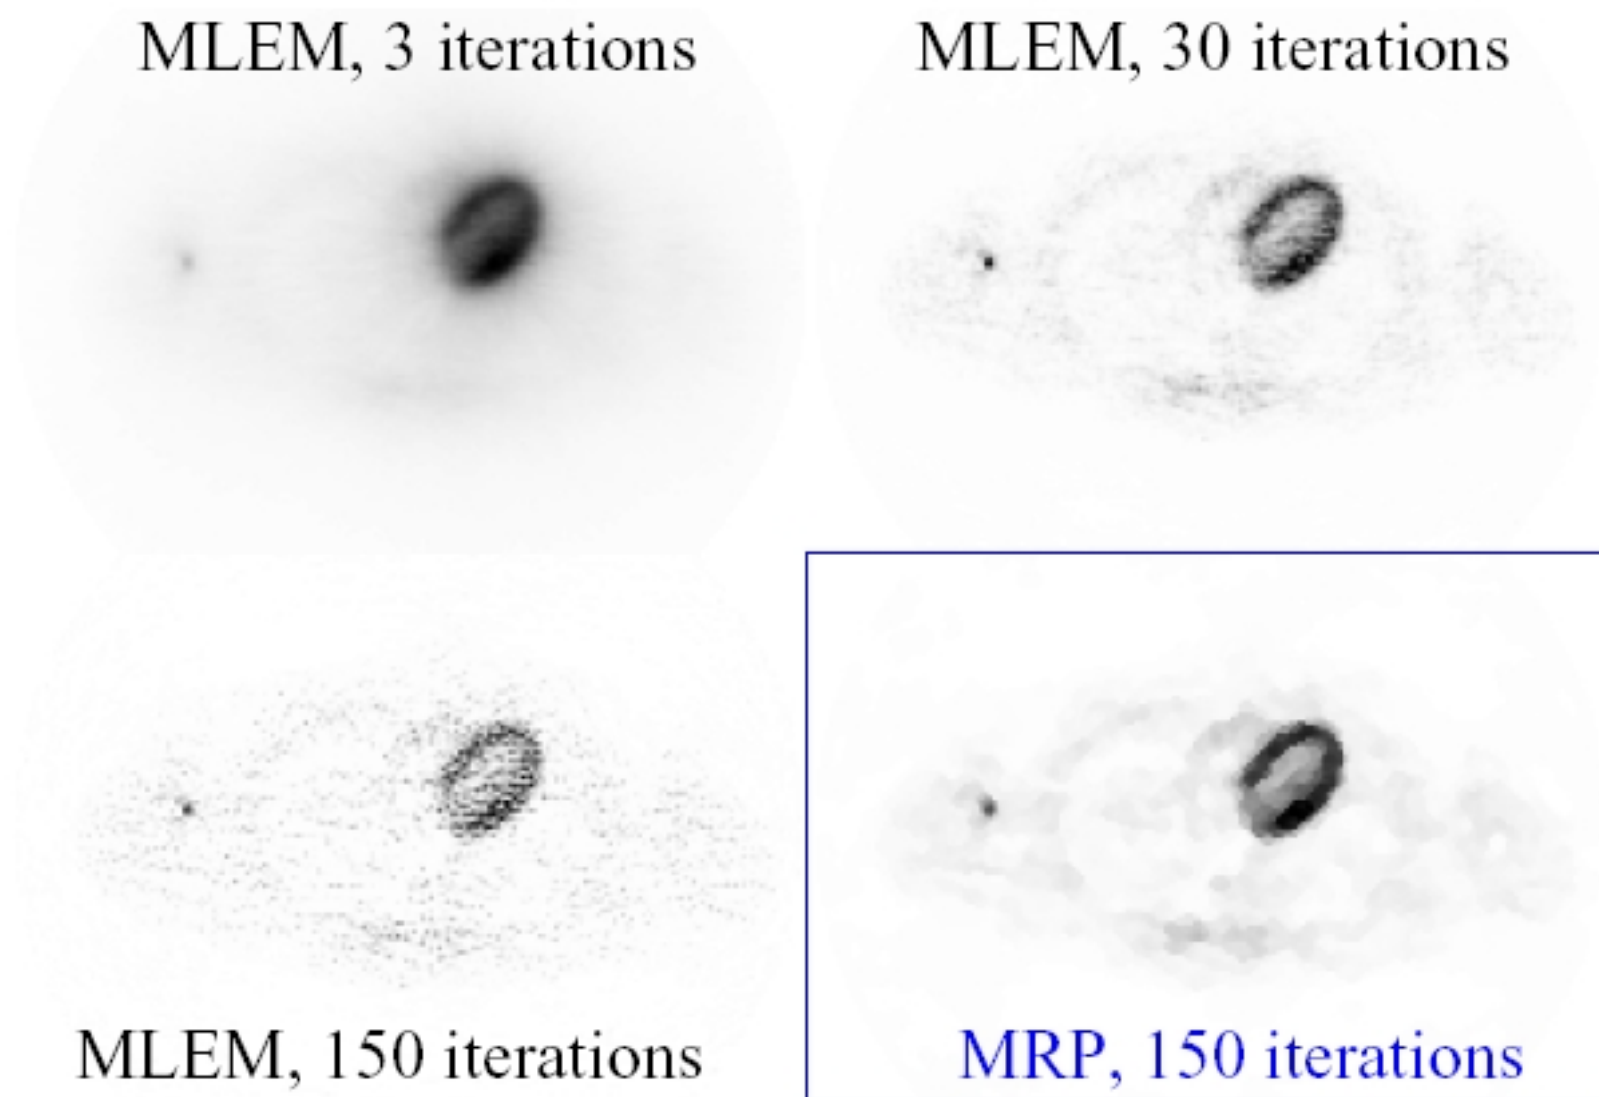 MLEM, 3 iterations
MLEM, 30 iterations
MLEM, 150 iterations
MRP, 150 iterations